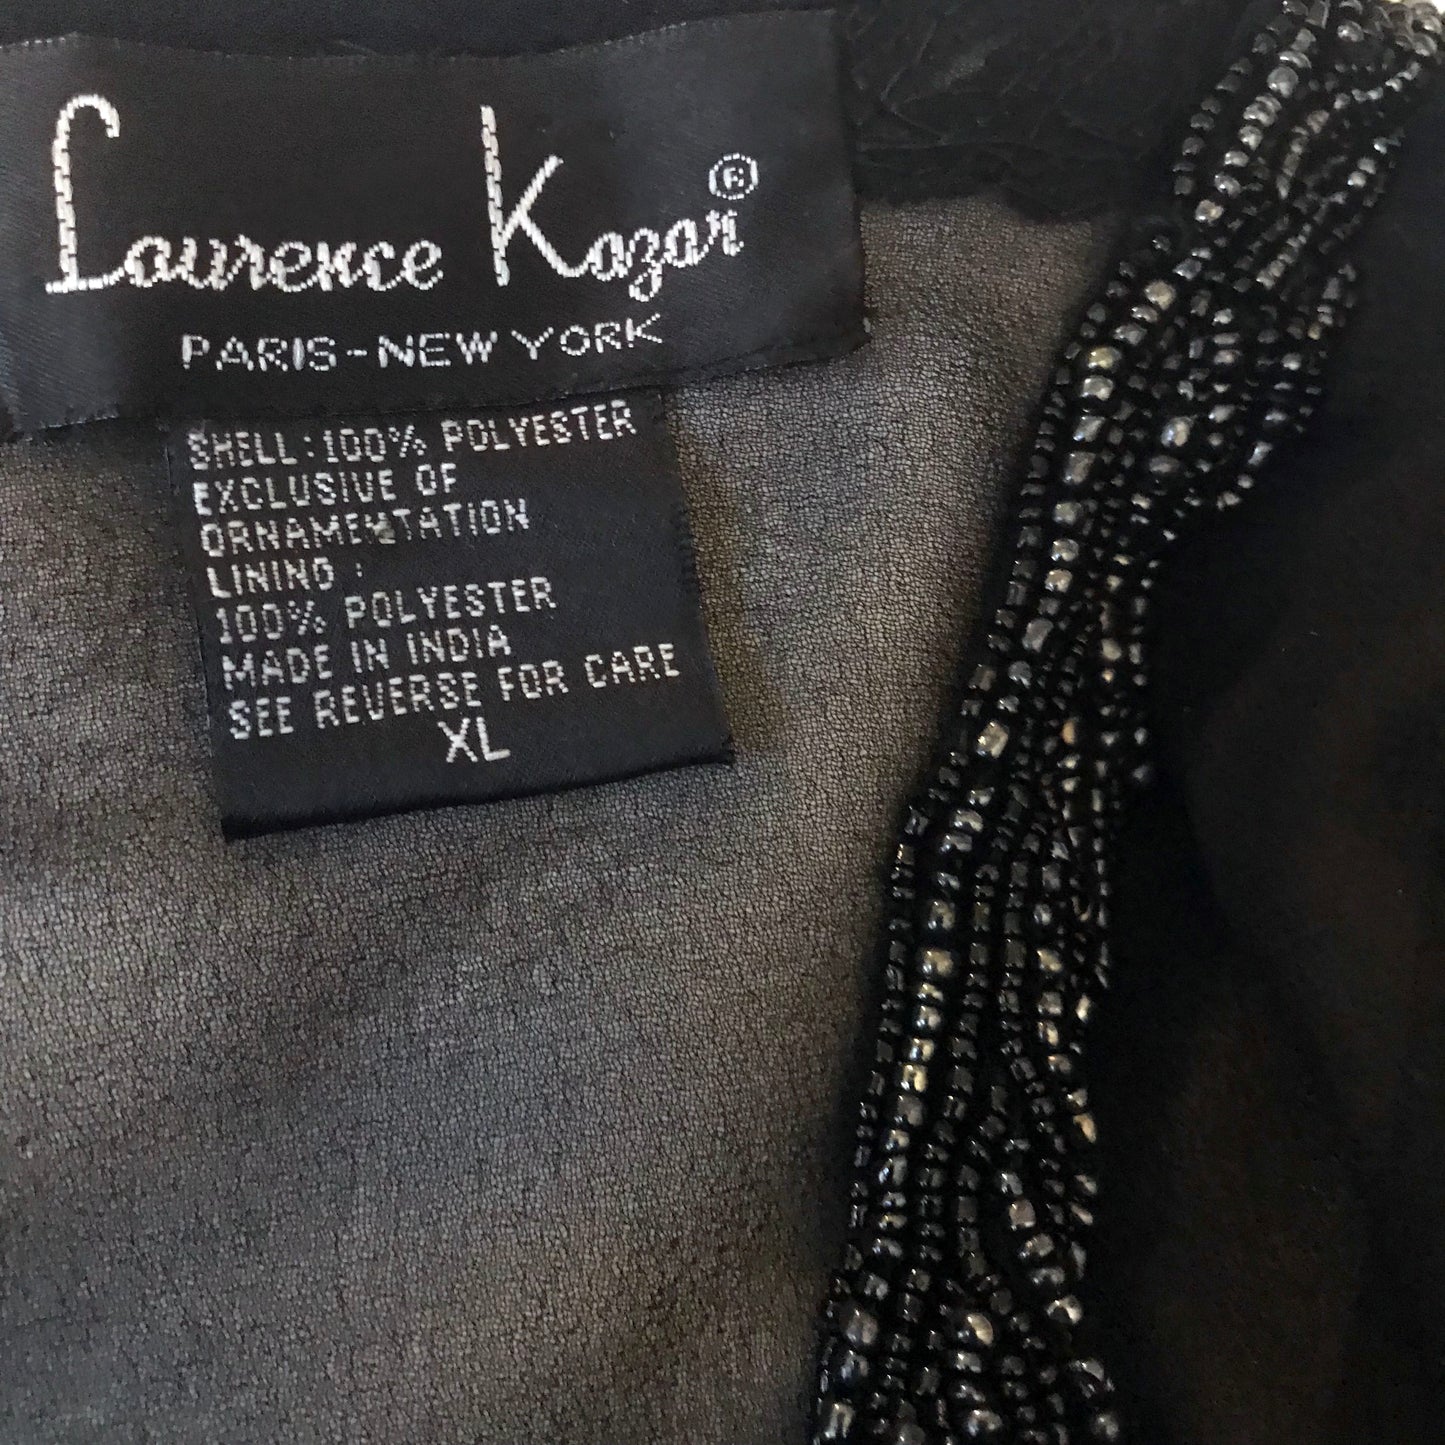 Laurence Kazar®
PARIS-NEW YORK
SHELL : 100% POLYESTER
EXCLUSIVE OF
ORNAMENTATION
LINING :
100% POLYESTER
MADE IN INDIA
SEE REVERSE FOR CARE
XL